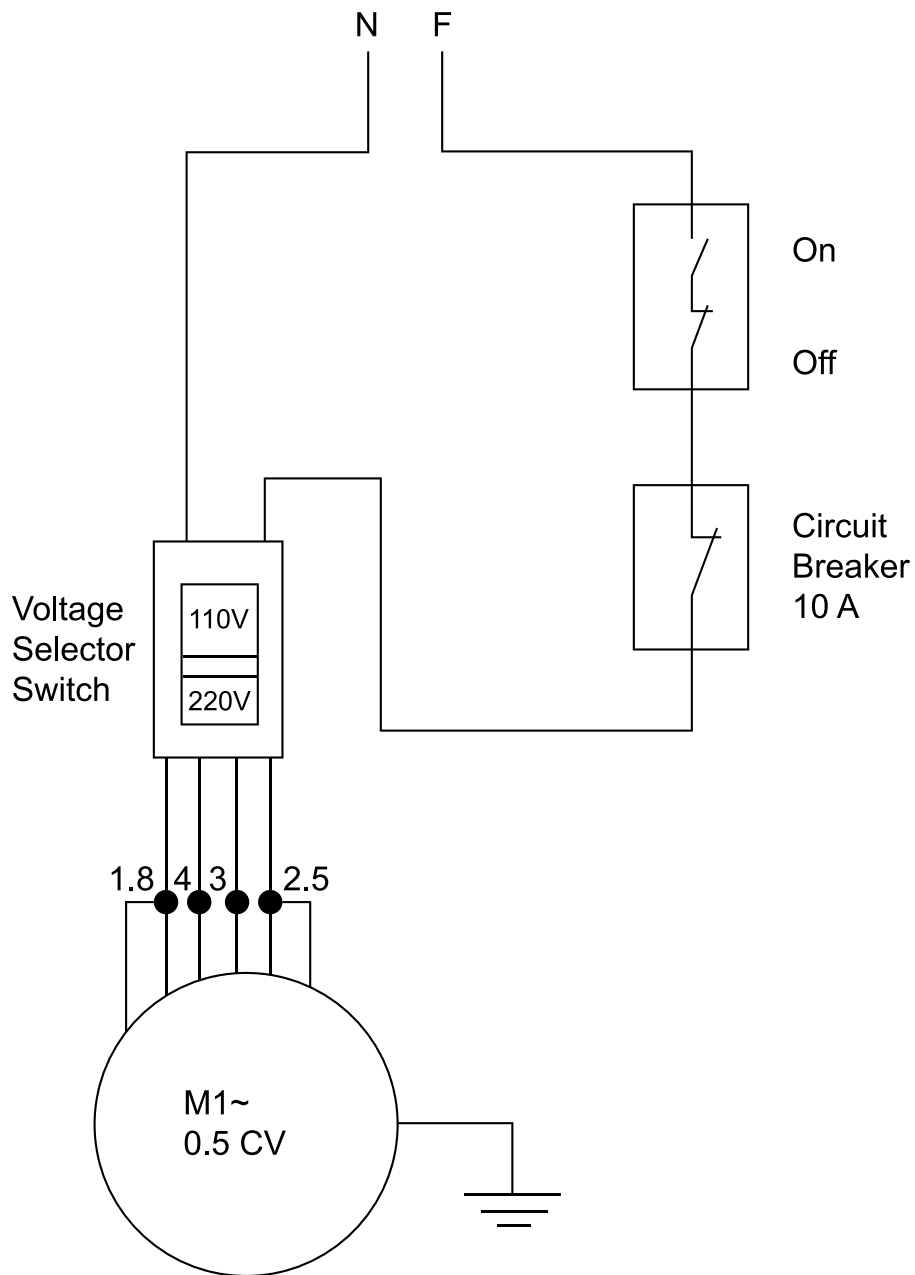 N F
On
Off
Circuit
Breaker
10 A
Voltage
Selector
Switch
110V
220V
1.8 4 3 2.5
M1~
0.5 CV